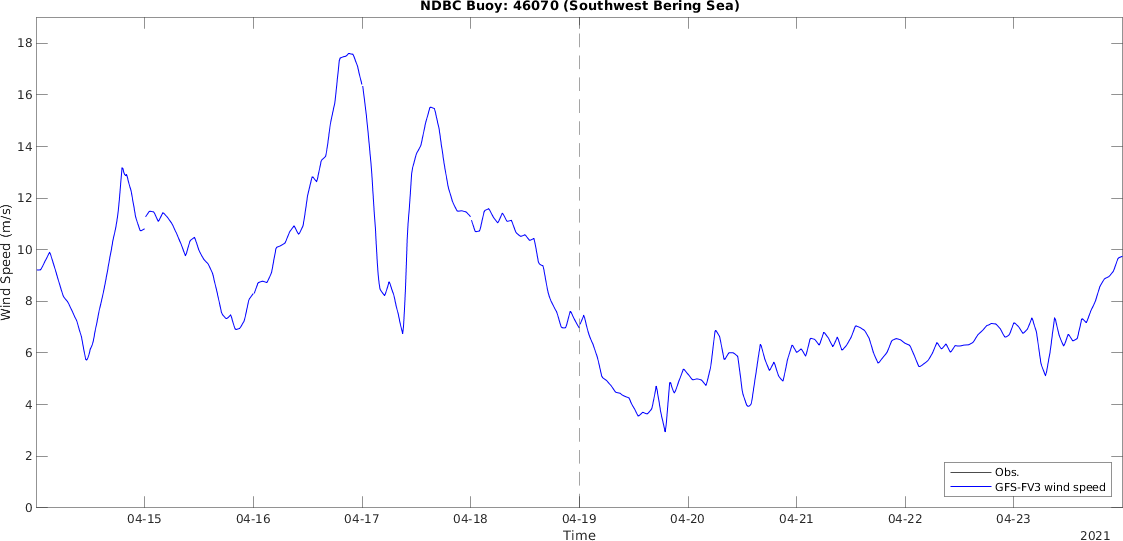 NDBC Buoy: 46070 (Southwest Bering Sea)
18
16
14
12
10
8
6
4
2
0
Wind Speed (m/s)
04-15 04-16 04-17 04-18 04-19 04-20 04-21 04-22 04-23
Time
2021
Obs.
GFS-FV3 wind speed